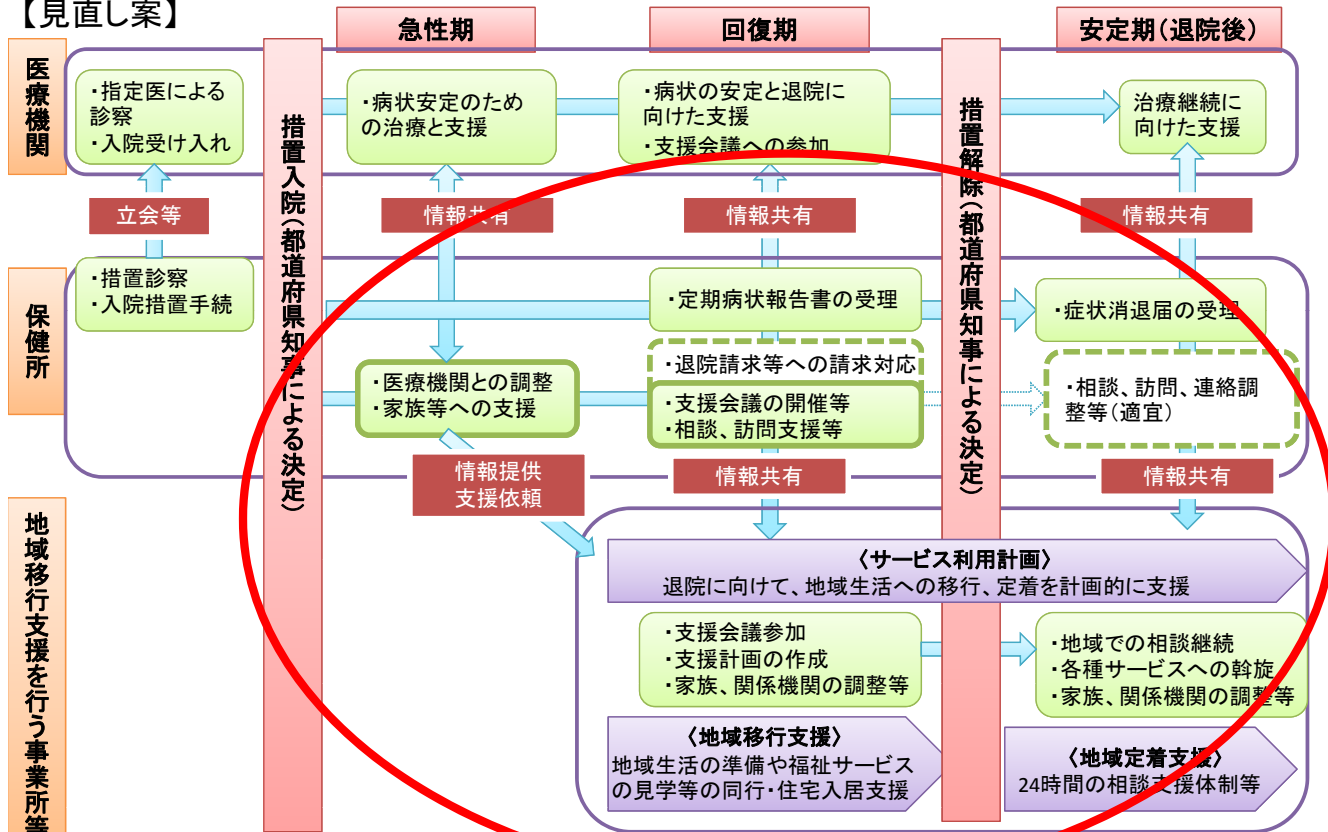 【見直し案】
急性期
回復期
安定期(退院後)
医療機関
・指定医による
診察
・入院受け入れ
措置入院(都道府県知事による決定)
・病状安定のため
の治療と支援
・病状の安定と退院に
向けた支援
・支援会議への参加
措置解除(都道府県知事による決定)
治療継続に
向けた支援
立会等
情報共有
情報共有
情報共有
保健所
・措置診察
・入院措置手続
・定期病状報告書の受理
・症状消退届の受理
・医療機関との調整
・家族等への支援
・退院請求等への請求対応
・支援会議の開催等
・相談、訪問支援等
・相談、訪問、連絡調
整等(適宜)
情報提供
支援依頼
情報共有
情報共有
地域移行支援を行う事業所等
〈サービス利用計画〉
退院に向けて、地域生活への移行、定着を計画的に支援
・支援会議参加
・支援計画の作成
・家族、関係機関の調整等
・地域での相談継続
・各種サービスへの斡旋
・家族、関係機関の調整等
〈地域移行支援〉
地域生活の準備や福祉サービス
の見学等の同行・住宅入居支援
〈地域定着支援〉
24時間の相談支援体制等